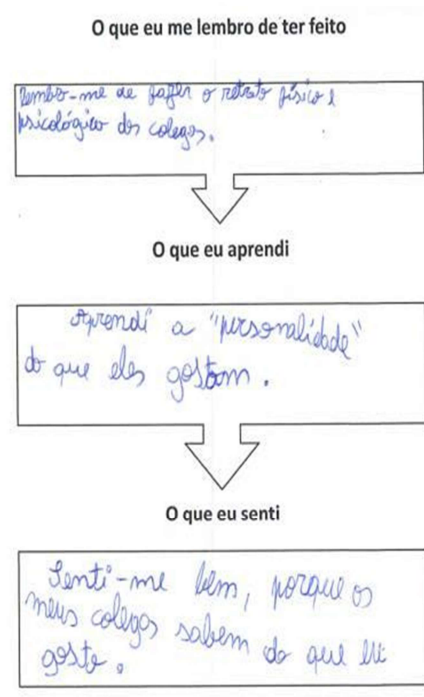 O que eu me lembro de ter feito
lembro-me de fazer o retrato físico e
psicológico dos colegas.
O que eu aprendi
Aprendi a "personalidade"
do que eles gostam.
O que eu senti
Senti-me bem, porque os
meus colegas sabem do que eu
gosto.